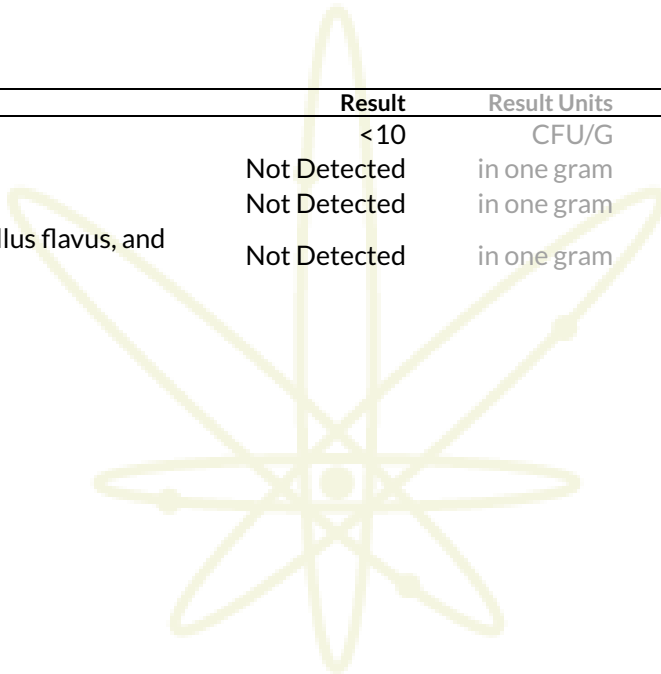 Result Result Units
<10 CFU/G
Not Detected in one gram
Not Detected in one gram
llus flavus, and
Not Detected in one gram